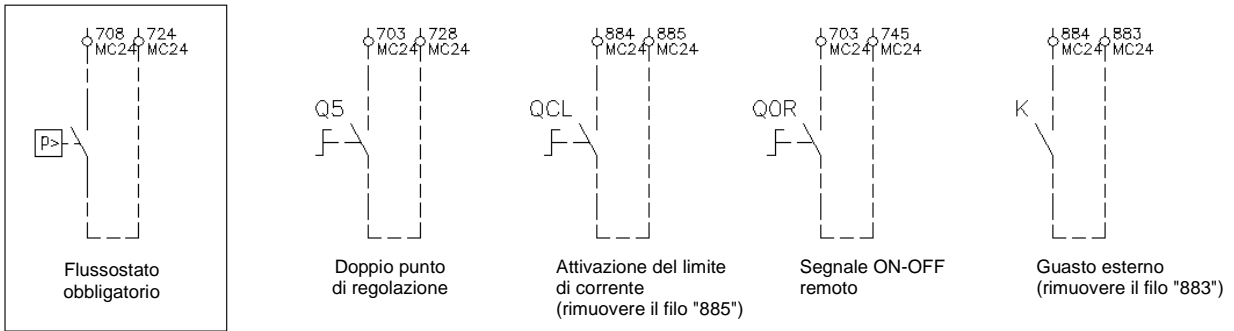 708 724
MC24 MC24
P>
Flussostato
obbligatorio
703 728
MC24 MC24
Q5
Doppio punto
di regolazione
884 885
MC24 MC24
QCL
Attivazione del limite
di corrente
(rimuovere il filo "885")
703 745
MC24 MC24
QOR
Segnale ON-OFF
remoto
884 883
MC24 MC24
K
Guasto esterno
(rimuovere il filo "883")